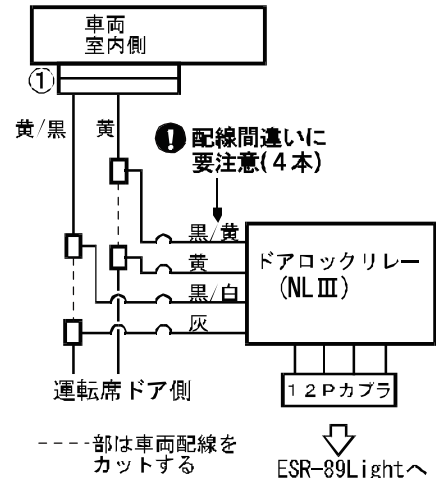 車両
室内側
①
黄/黒
黄
! 配線間違いに
要注意(4本)
黒/黄
黄
黒/白
灰
ドアロックリレー
(NLⅢ)
運転席ドア側
12Pカプラ
----部は車両配線を
カットする
ESR-89Lightへ